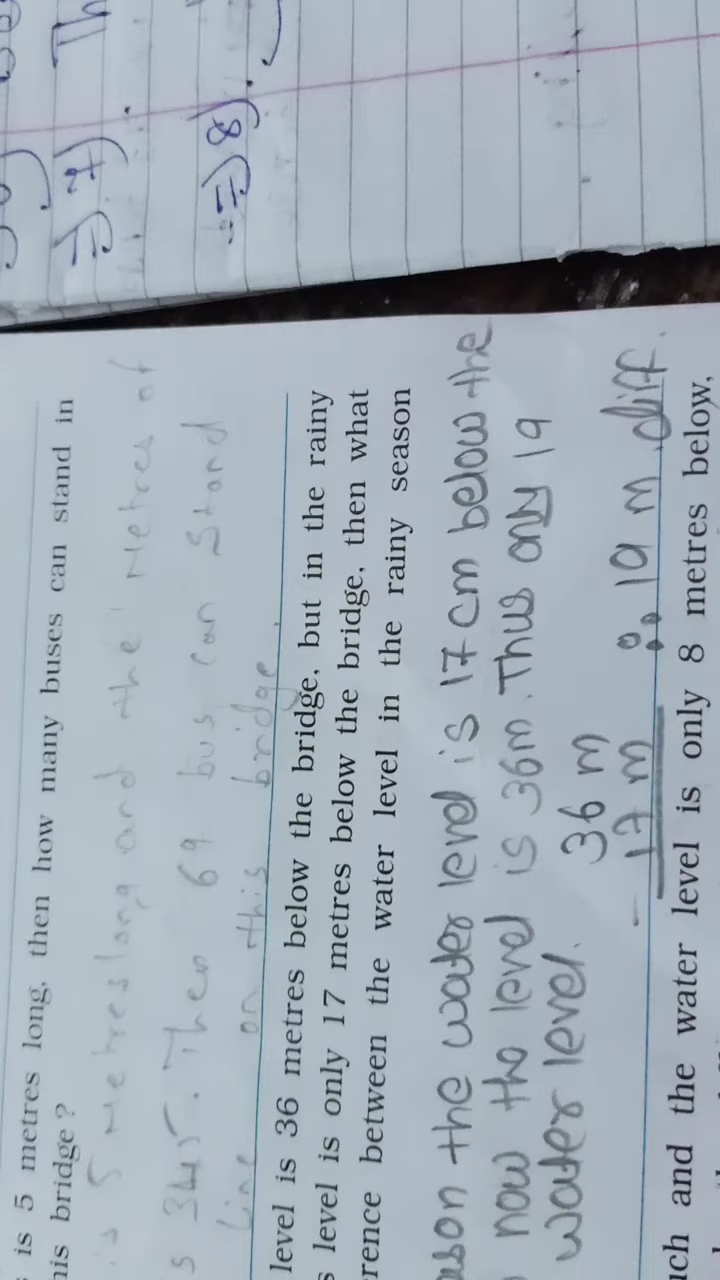 7)
8).
is 5 metres long, then how many buses can stand in
his bridge?
is 5 Metres long and the Metres of
345. Then 69 bus can stand
line on this bridge.
level is 36 metres below the bridge, but in the rainy
level is only 17 metres below the bridge, then what
rence between the water level in the rainy season
ason the water level is 17 cm below the
now the level is 36m. Thus only 19
water level.
36 m
- 17 m ∴ 19 m diff.
ch and the water level is only 8 metres below,